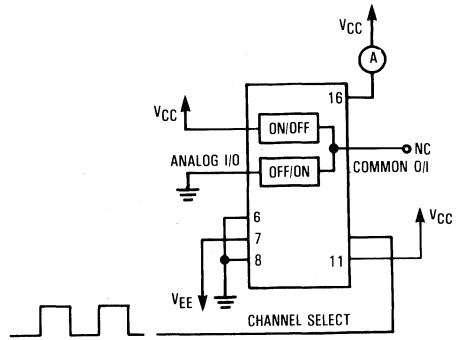 VCC
A
16
VCC
ON/OFF
NC
ANALOG I/O
OFF/ON
COMMON O/I
6
VCC
7
8
11
VEE
CHANNEL SELECT